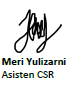 Meri Yulizarni
Asisten CSR